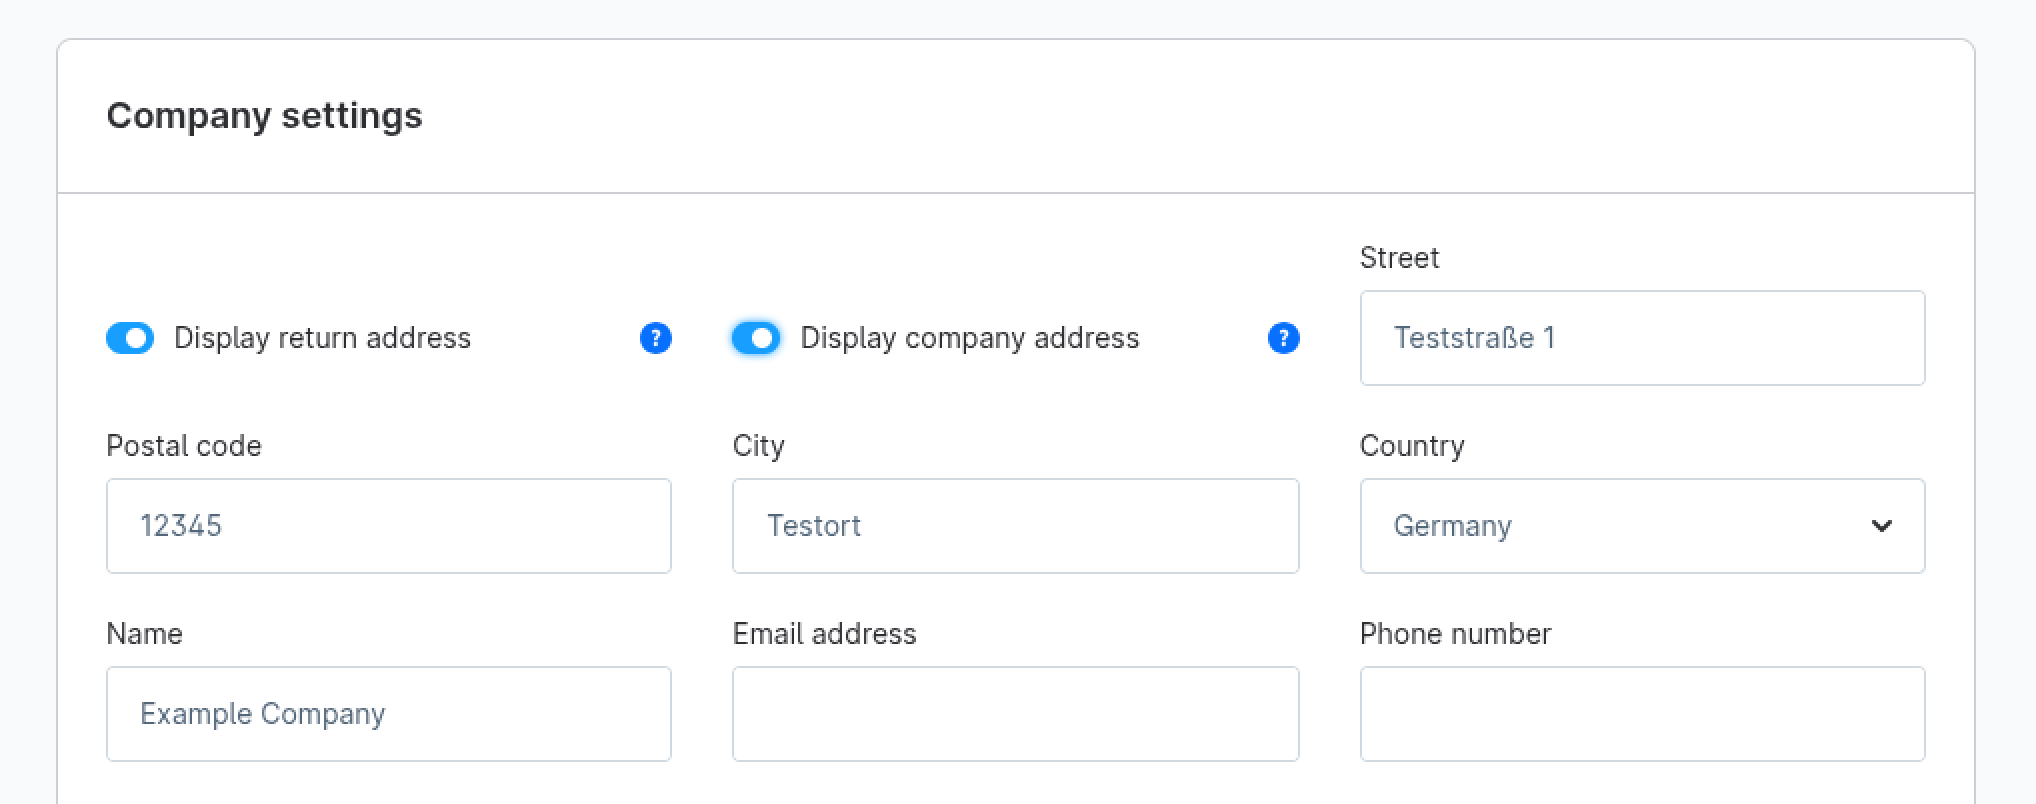 Company settings
Street
Display return address ?
Display company address ?
Teststraße 1
Postal code
City
Country
12345
Testort
Germany
Name
Email address
Phone number
Example Company